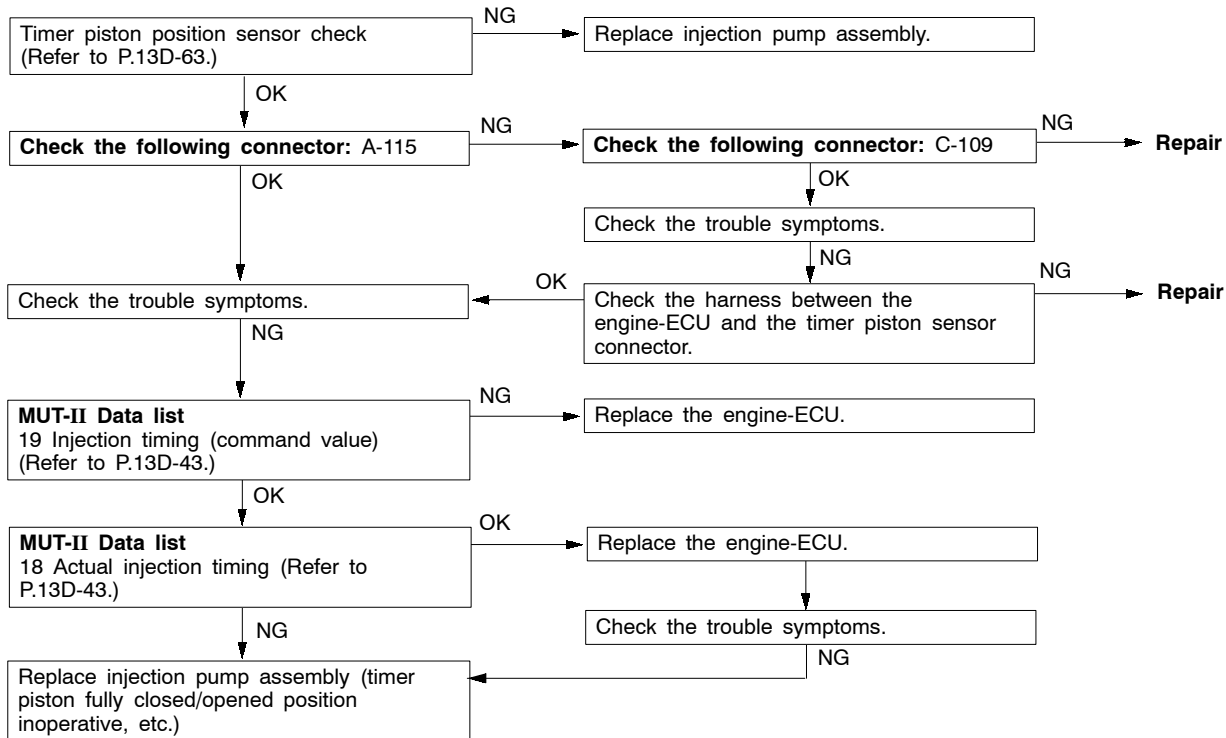 Timer piston position sensor check
(Refer to P.13D-63.)
NG
Replace injection pump assembly.
OK
Check the following connector: A-115
NG
Check the following connector: C-109
NG
Repair
OK
OK
Check the trouble symptoms.
NG
Check the trouble symptoms.
OK
Check the harness between the
engine-ECU and the timer piston sensor
connector.
NG
Repair
NG
MUT-II Data list
19 Injection timing (command value)
(Refer to P.13D-43.)
NG
Replace the engine-ECU.
OK
MUT-II Data list
18 Actual injection timing (Refer to
P.13D-43.)
OK
Replace the engine-ECU.
Check the trouble symptoms.
NG
NG
Replace injection pump assembly (timer
piston fully closed/opened position
inoperative, etc.)